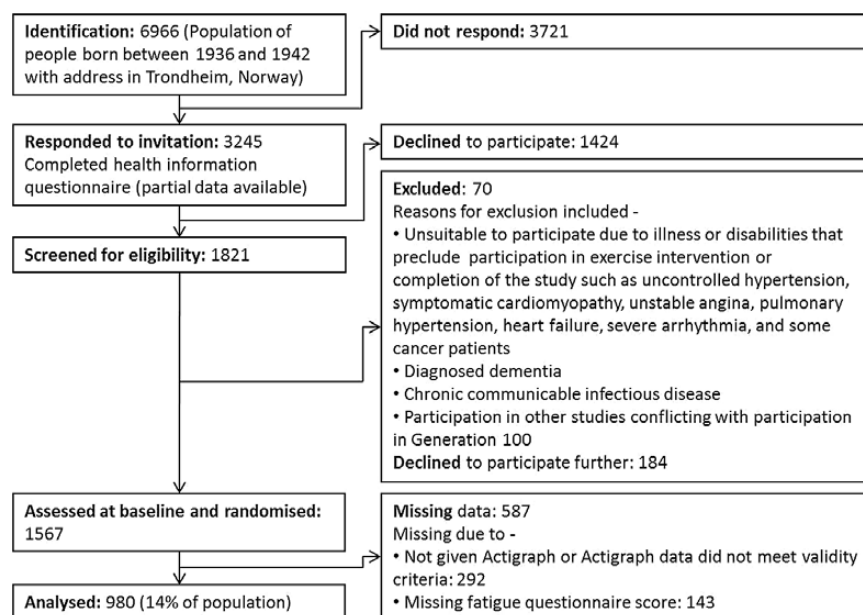 Identification: 6966 (Population of
people born between 1936 and 1942
with address in Trondheim, Norway)
Did not respond: 3721
Responded to invitation: 3245
Completed health information
questionnaire (partial data available)
Declined to participate: 1424
Excluded: 70
Reasons for exclusion included -
• Unsuitable to participate due to illness or disabilities that
preclude participation in exercise intervention or
completion of the study such as uncontrolled hypertension,
symptomatic cardiomyopathy, unstable angina, pulmonary
hypertension, heart failure, severe arrhythmia, and some
cancer patients
• Diagnosed dementia
• Chronic communicable infectious disease
• Participation in other studies conflicting with participation
in Generation 100
Declined to participate further: 184
Screened for eligibility: 1821
Assessed at baseline and randomised:
1567
Missing data: 587
Missing due to -
• Not given Actigraph or Actigraph data did not meet validity
criteria: 292
• Missing fatigue questionnaire score: 143
Analysed: 980 (14% of population)